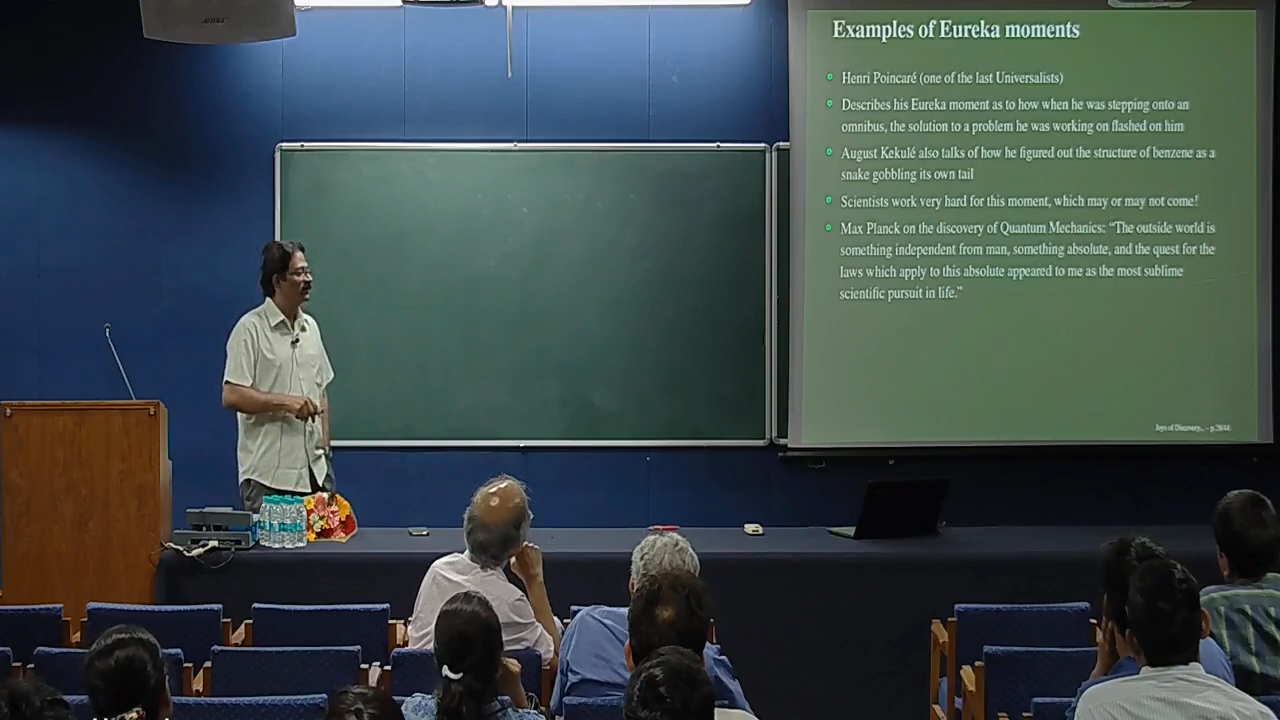 Examples of Eureka moments
Henri Poincaré (one of the last Universalists)
Describes his Eureka moment as to how when he was stepping onto an
omnibus, the solution to a problem he was working on flashed on him
August Kekulé also talks of how he figured out the structure of benzene as a
snake gobbling its own tail
Scientists work very hard for this moment, which may or may not come!
Max Planck on the discovery of Quantum Mechanics: “The outside world is
something independent from man, something absolute, and the quest for the
laws which apply to this absolute appeared to me as the most sublime
scientific pursuit in life.”
Joys of Discovery...